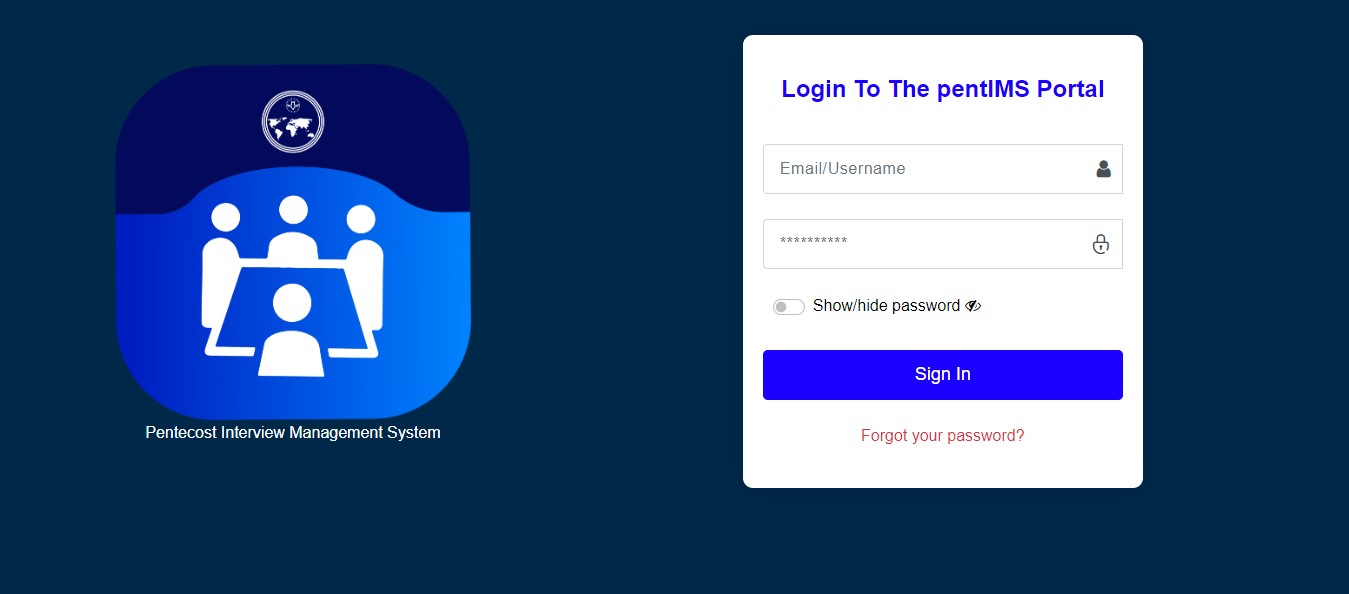 Pentecost Interview Management System
Login To The pentIMS Portal
Email/Username
**********
Show/hide password
Sign In
Forgot your password?